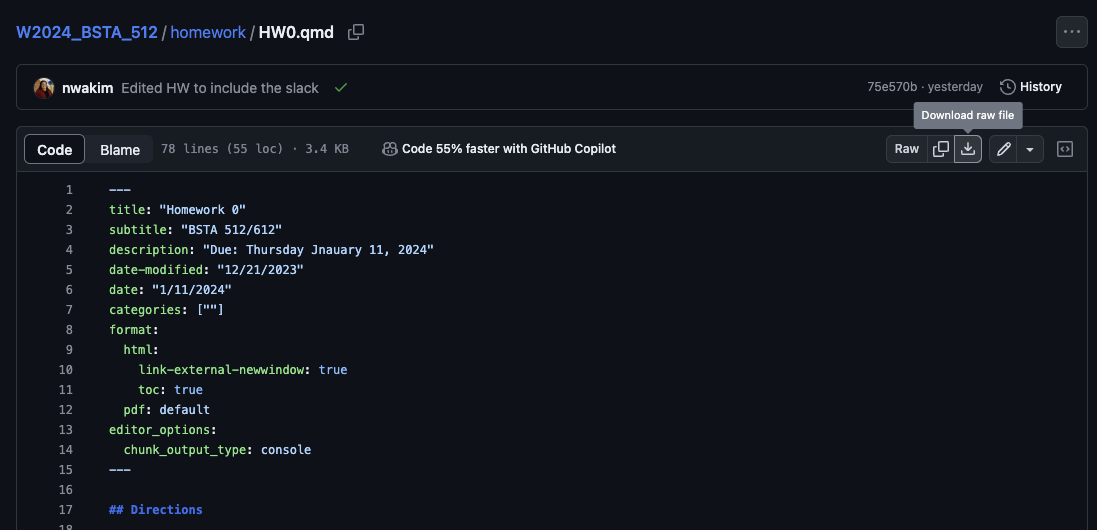 W2024_BSTA_512 / homework / HW0.qmd
nwakim Edited HW to include the slack 75e570b · yesterday History
Download raw file
Code Blame 78 lines (55 loc) · 3.4 KB Code 55% faster with GitHub Copilot Raw
1 ---
2 title: "Homework 0"
3 subtitle: "BSTA 512/612"
4 description: "Due: Thursday Jnauary 11, 2024"
5 date-modified: "12/21/2023"
6 date: "1/11/2024"
7 categories: [""]
8 format:
9 html:
10 link-external-newwindow: true
11 toc: true
12 pdf: default
13 editor_options:
14 chunk_output_type: console
15 ---
16
17 ## Directions
18